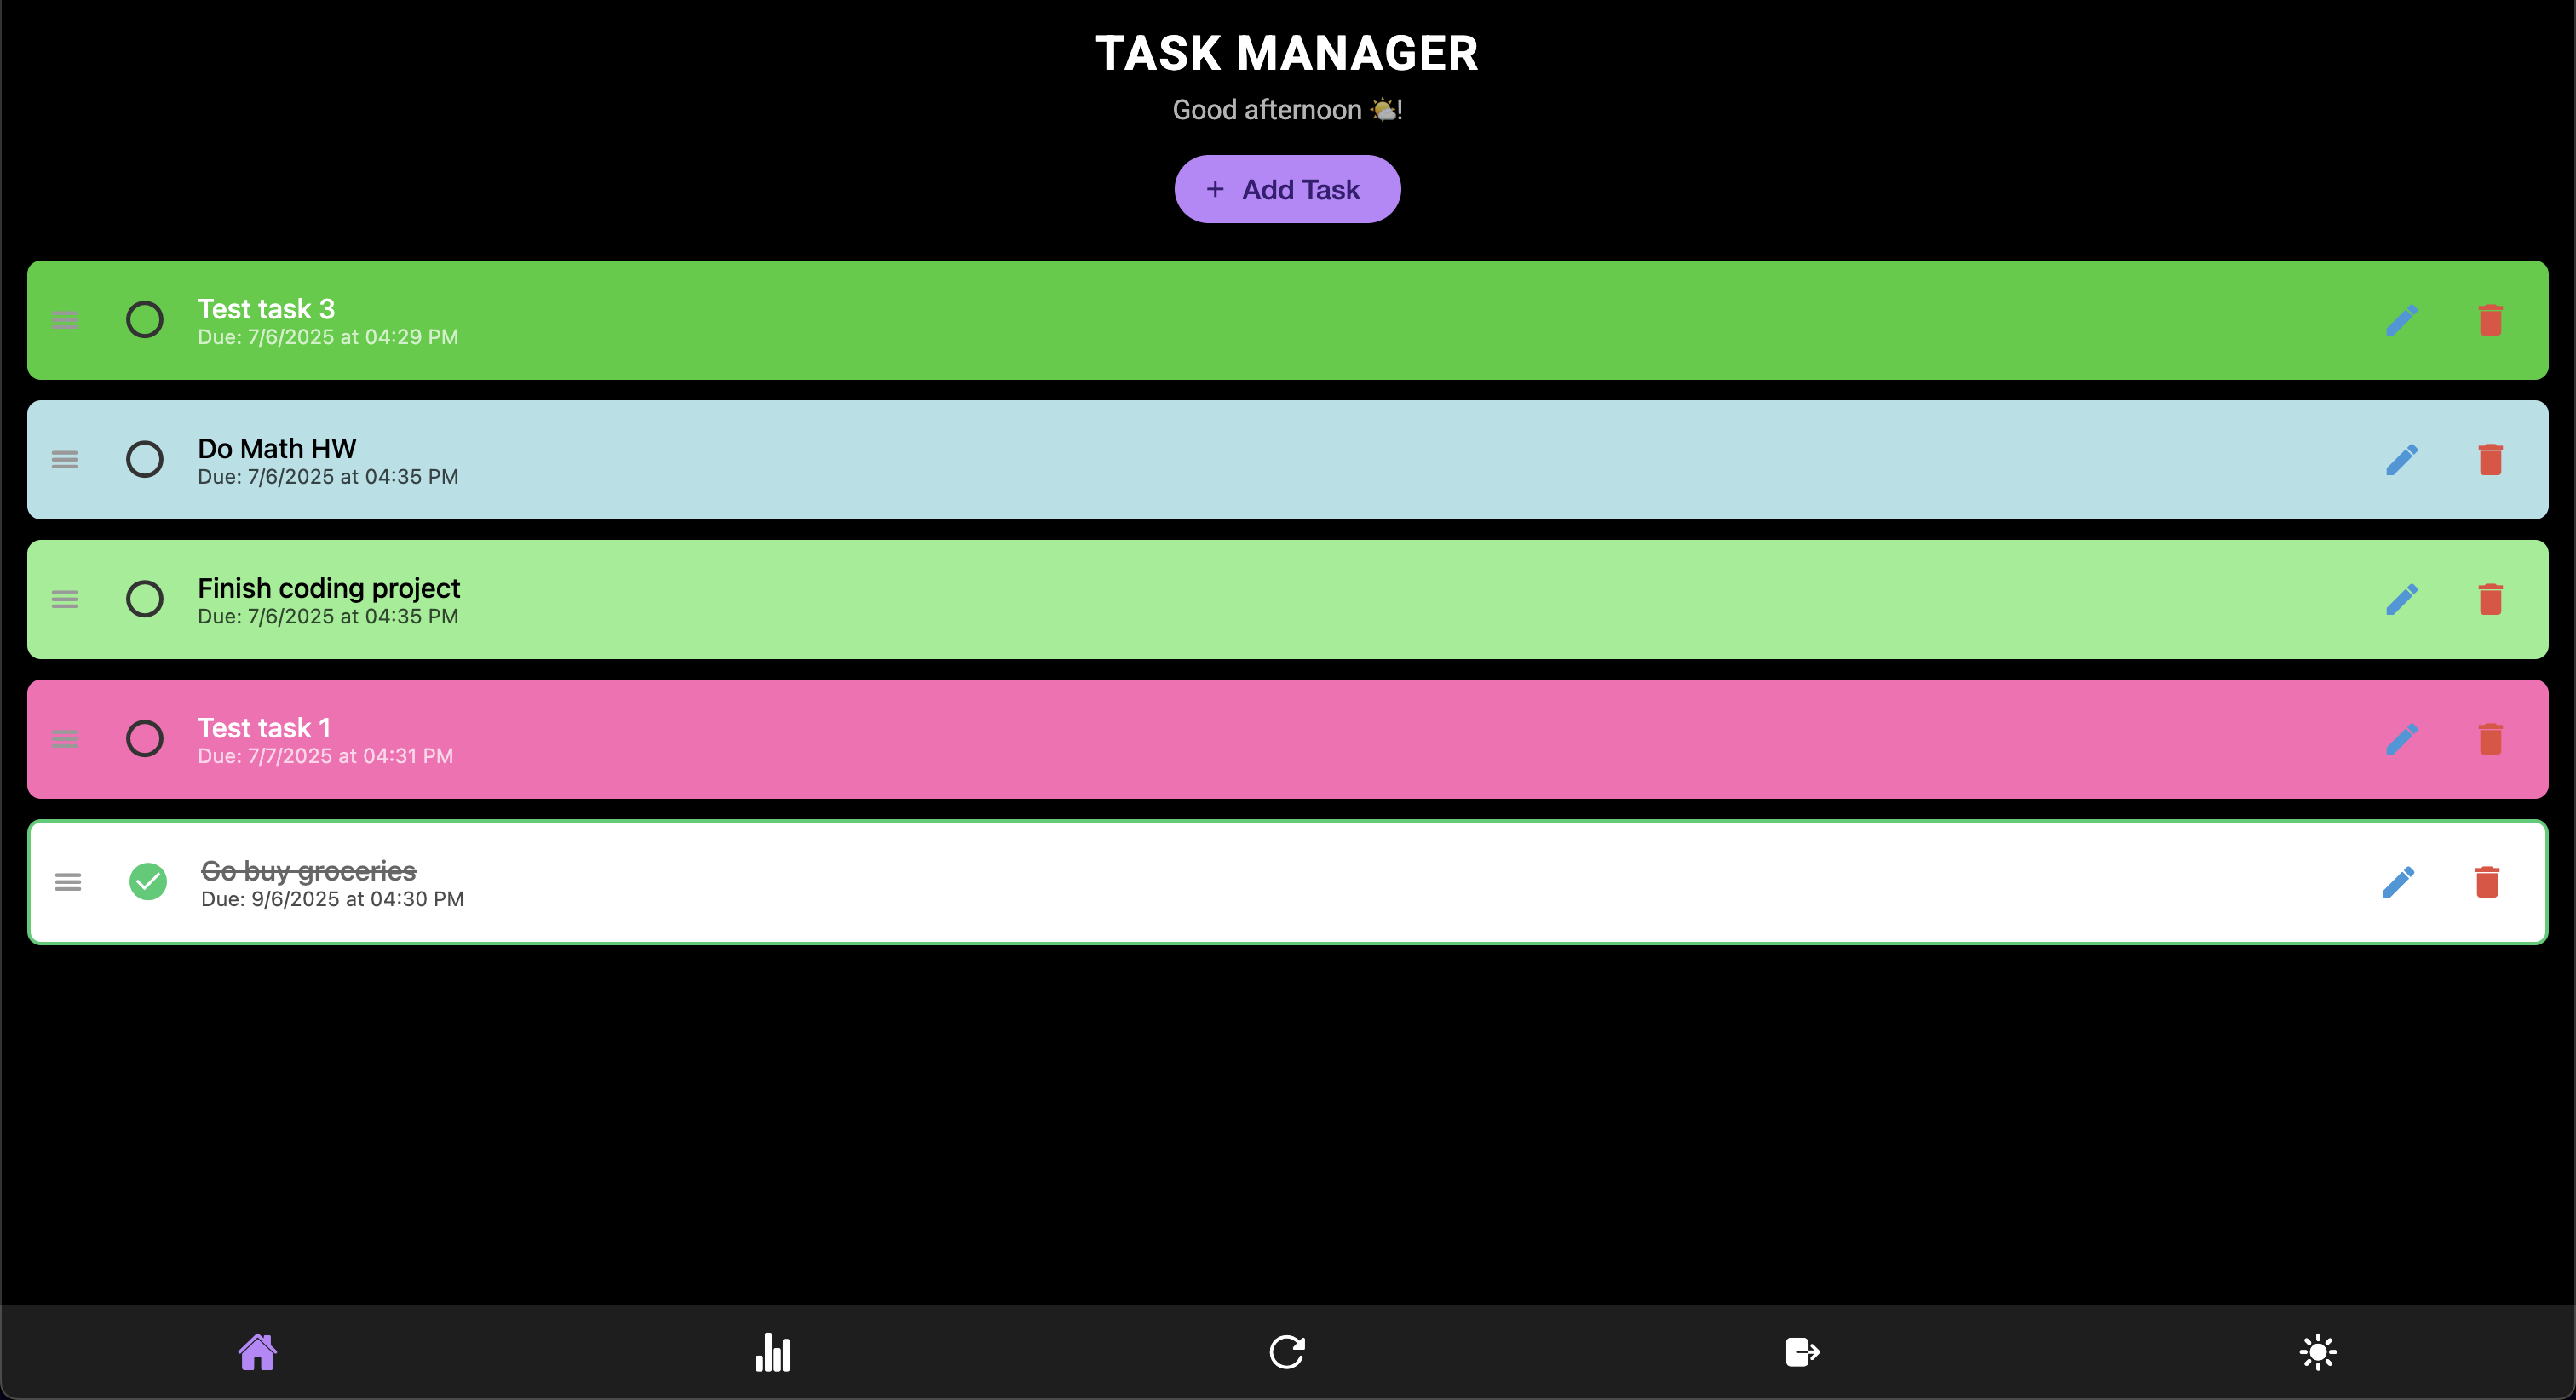 TASK MANAGER
Good afternoon 🌤️!
+ Add Task
Test task 3
Due: 7/6/2025 at 04:29 PM
Do Math HW
Due: 7/6/2025 at 04:35 PM
Finish coding project
Due: 7/6/2025 at 04:35 PM
Test task 1
Due: 7/7/2025 at 04:31 PM
Go buy groceries
Due: 9/6/2025 at 04:30 PM